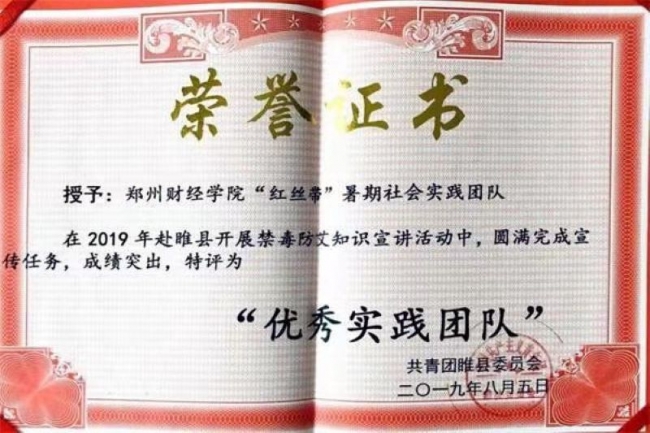 荣誉证书
授予：郑州财经学院“红丝带”暑期社会实践团队
在2019年赴睢县开展禁毒防艾知识宣讲活动中，圆满完成宣
传任务，成绩突出，特评为
“优秀实践团队”
共青团睢县委员会
二〇一九年八月五日